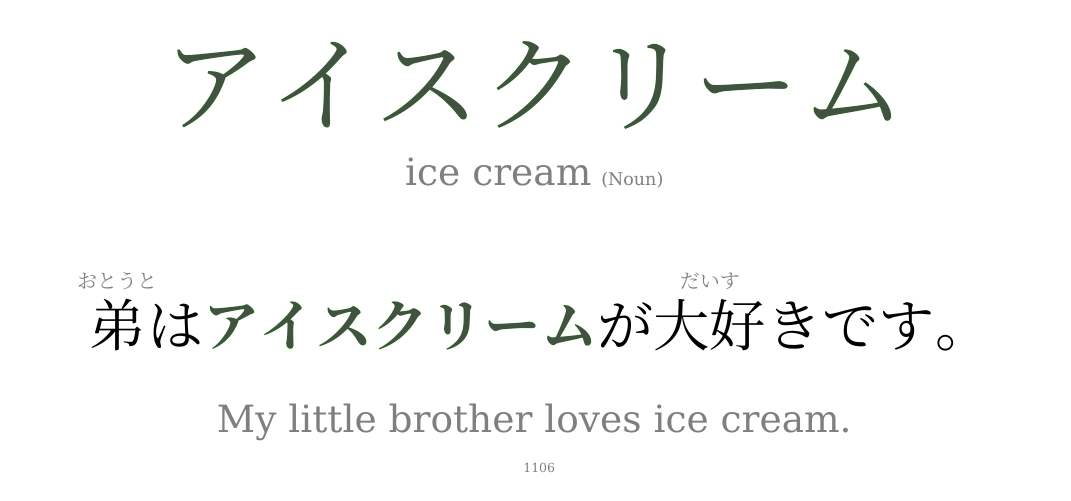 アイスクリーム
ice cream (Noun)
おとうと だいす
弟はアイスクリームが大好きです。
My little brother loves ice cream.
1106